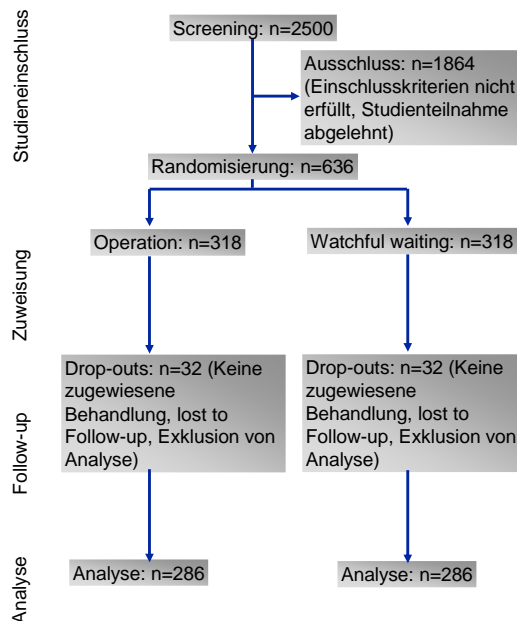 Studieneinschluss
Screening: n=2500
Ausschluss: n=1864
(Einschlusskriterien nicht
erfüllt, Studienteilnahme
abgelehnt)
Randomisierung: n=636
Zuweisung
Operation: n=318
Watchful waiting: n=318
Follow-up
Drop-outs: n=32 (Keine
zugewiesene
Behandlung, lost to
Follow-up, Exklusion von
Analyse)
Drop-outs: n=32 (Keine
zugewiesene
Behandlung, lost to
Follow-up, Exklusion von
Analyse)
Analyse
Analyse: n=286
Analyse: n=286